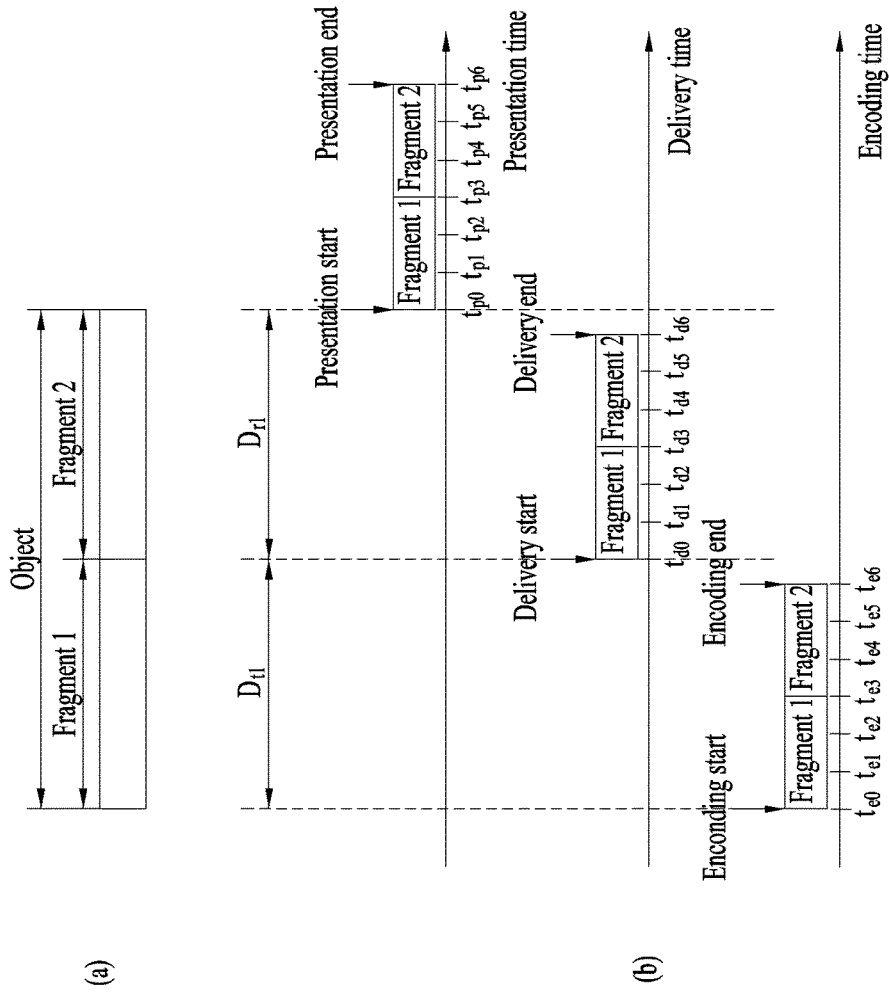 (a)
Object
Fragment 1 Fragment 2
D_t1 D_r1
(b)
Presentation start Presentation end
Fragment 1 Fragment 2
t_p0 t_p1 t_p2 t_p3 t_p4 t_p5 t_p6
Presentation time
Delivery start Delivery end
Fragment 1 Fragment 2
t_d0 t_d1 t_d2 t_d3 t_d4 t_d5 t_d6
Delivery time
Enconding start Encoding end
Fragment 1 Fragment 2
t_e0 t_e1 t_e2 t_e3 t_e4 t_e5 t_e6
Encoding time